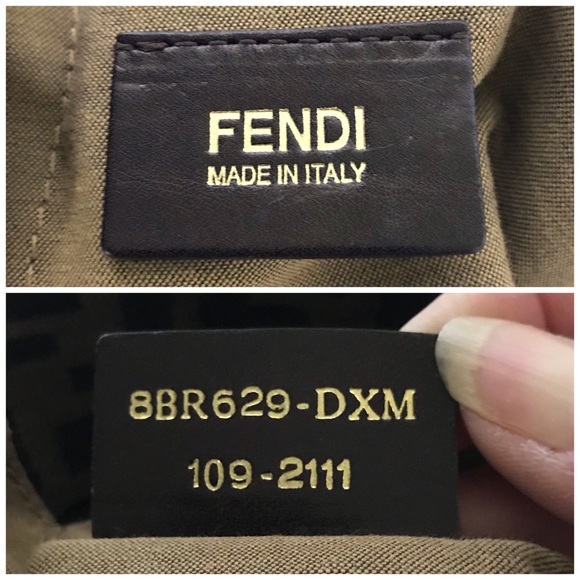 FENDI
MADE IN ITALY
8BR629-DXM
109-2111